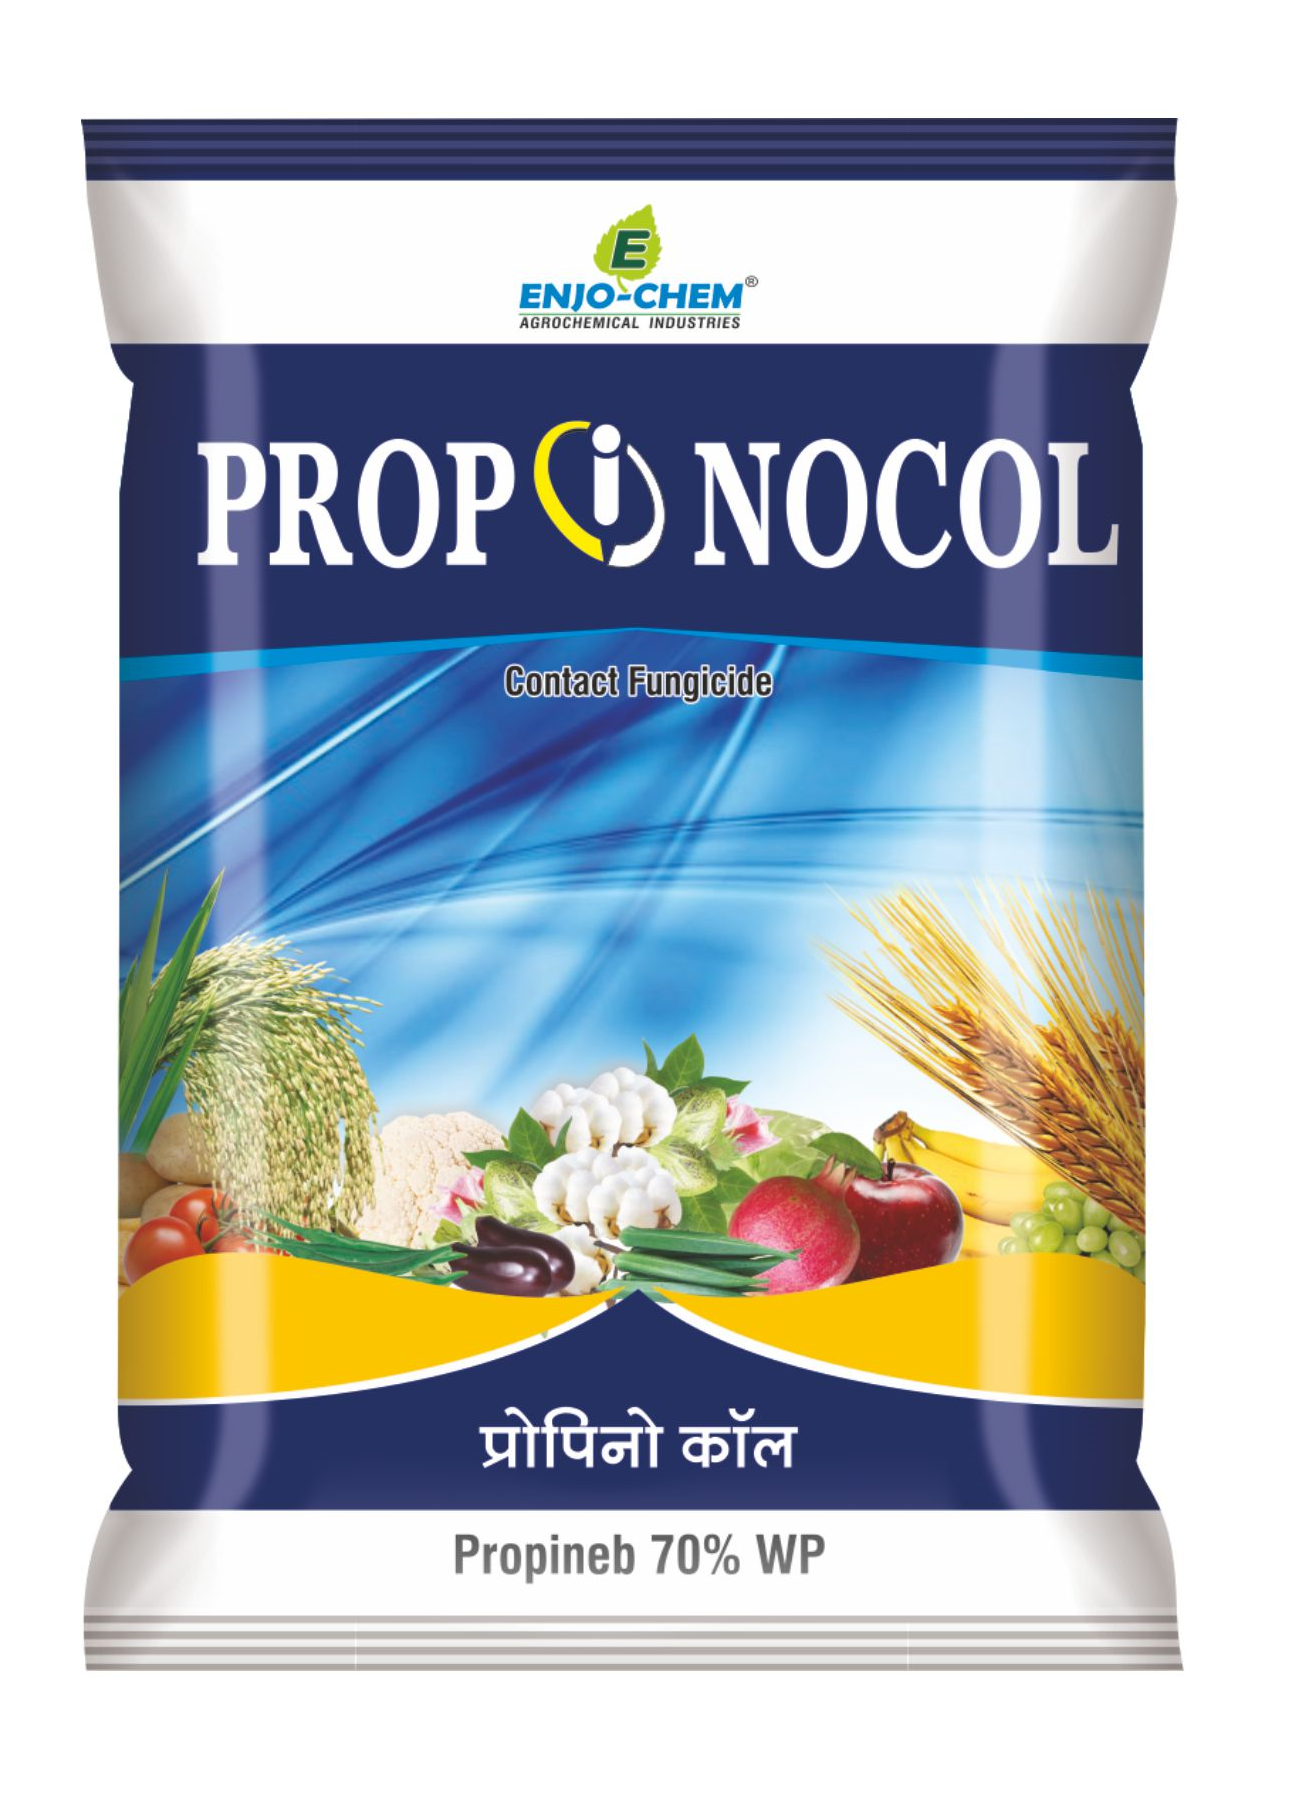 E
ENJO-CHEM®
AGROCHEMICAL INDUSTRIES
PROPiNOCOL
Contact Fungicide
प्रोपिनो कॉल
Propineb 70% WP